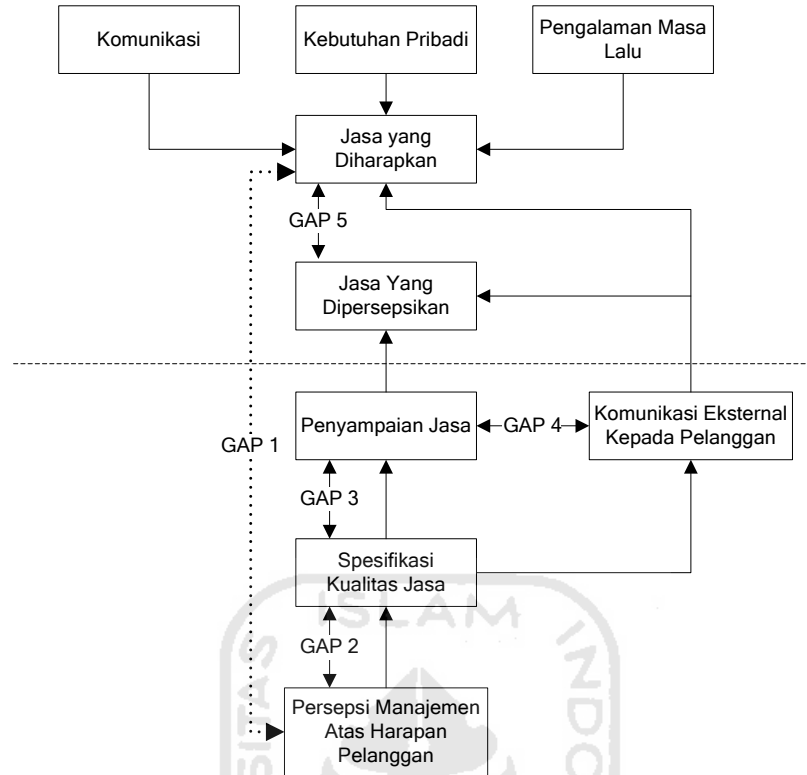 Komunikasi
Kebutuhan Pribadi
Pengalaman Masa
Lalu
Jasa yang
Diharapkan
GAP 5
Jasa Yang
Dipersepsikan
Penyampaian Jasa
GAP 4
Komunikasi Eksternal
Kepada Pelanggan
GAP 1
GAP 3
Spesifikasi
Kualitas Jasa
GAP 2
Persepsi Manajemen
Atas Harapan
Pelanggan
ISLAM